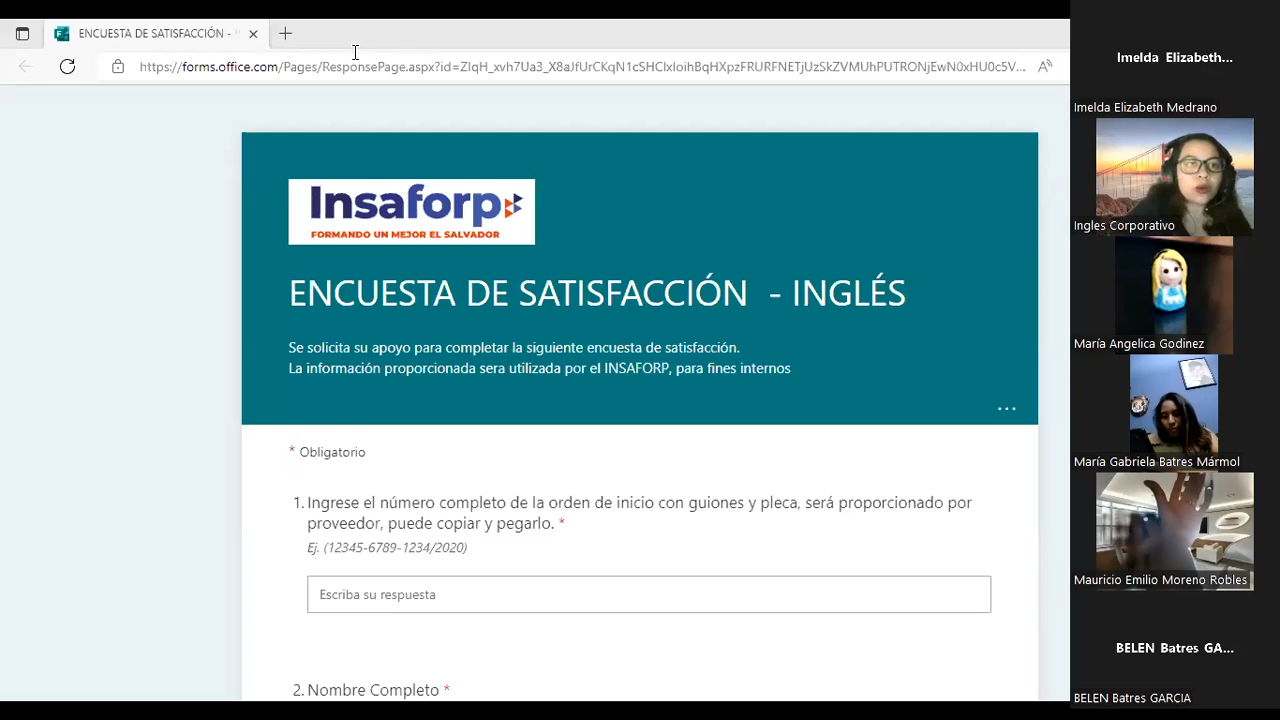 ENCUESTA DE SATISFACCIÓN -
https://forms.office.com/Pages/ResponsePage.aspx?id=
Insaforp
FORMANDO UN MEJOR EL SALVADOR
ENCUESTA DE SATISFACCIÓN - INGLÉS
Se solicita su apoyo para completar la siguiente encuesta de satisfacción.
La información proporcionada sera utilizada por el INSAFORP, para fines internos
...
* Obligatorio
1. Ingrese el número completo de la orden de inicio con guiones y pleca, será proporcionado por
proveedor, puede copiar y pegarlo. *
Ej. (12345-6789-1234/2020)
Escriba su respuesta
2. Nombre Completo *
Imelda Elizabeth...
Imelda Elizabeth Medrano
Ingles Corporativo
María Angelica Godinez
María Gabriela Batres Mármol
Mauricio Emilio Moreno Robles
BELEN Batres GA...
BELEN Batres GARCIA